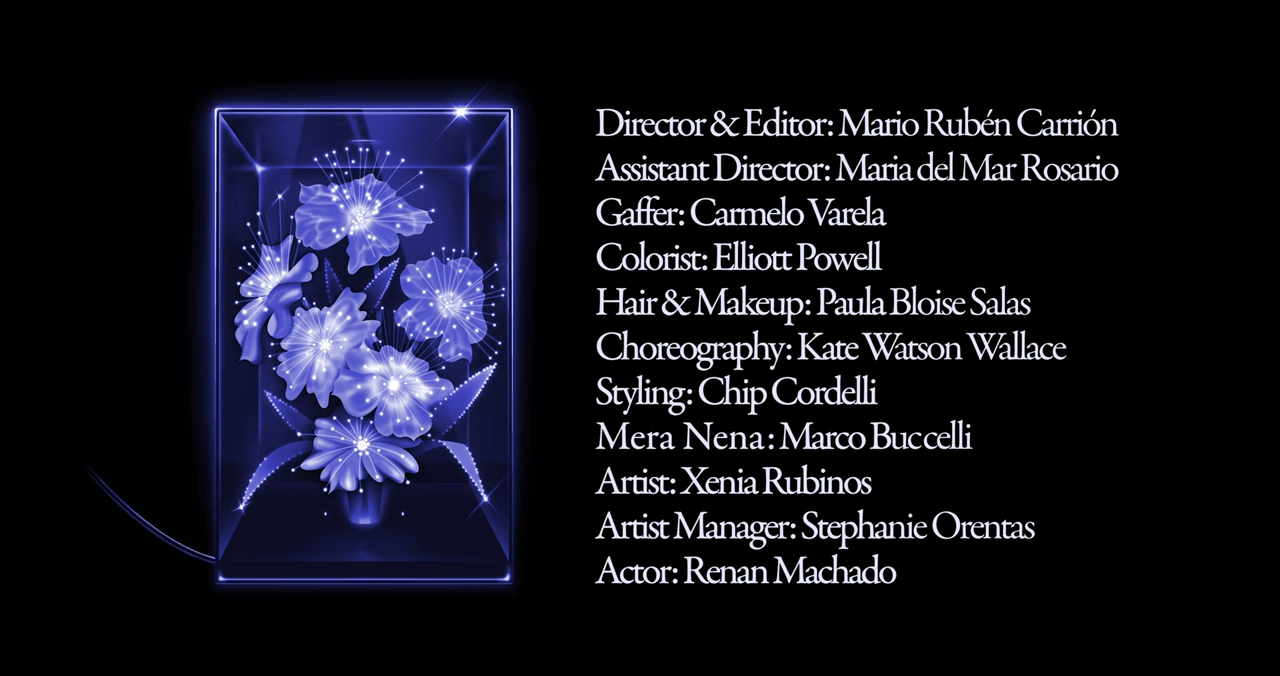 Director & Editor: Mario Rubén Carrión
Assistant Director: Maria del Mar Rosario
Gaffer: Carmelo Varela
Colorist: Elliott Powell
Hair & Makeup: Paula Bloise Salas
Choreography: Kate Watson Wallace
Styling: Chip Cordelli
Mera Nena: Marco Buccelli
Artist: Xenia Rubinos
Artist Manager: Stephanie Orentas
Actor: Renan Machado